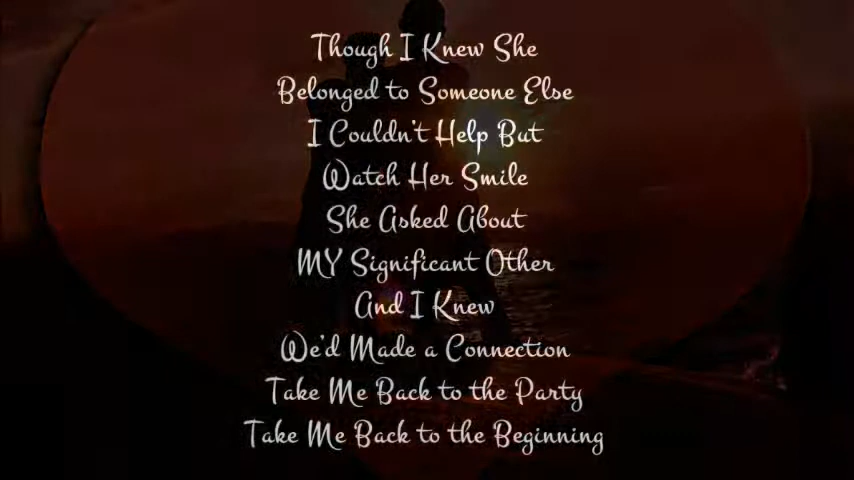 Though I Knew She
Belonged to Someone Else
I Couldn't Help But
Watch Her Smile
She Asked About
MY Significant Other
And I Knew
We'd Made a Connection
Take Me Back to the Party
Take Me Back to the Beginning